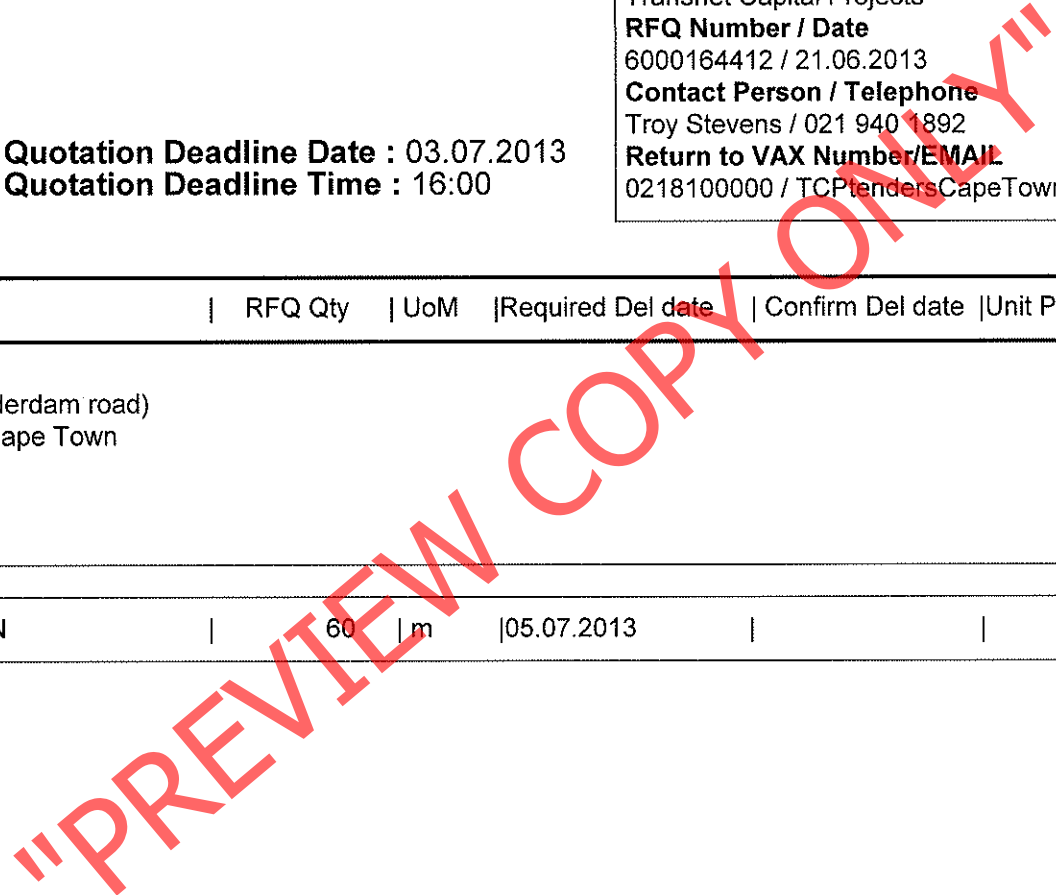 Transnet Capital Projects
RFQ Number / Date
6000164412 / 21.06.2013
Contact Person / Telephone
Troy Stevens / 021 940 1892
Return to VAX Number/EMAIL
0218100000 / TCPtendersCapeTown
Quotation Deadline Date : 03.07.2013
Quotation Deadline Time : 16:00
| RFQ Qty | UoM |Required Del date | Confirm Del date |Unit P
erdam road)
ape Town
N | 60 | m |05.07.2013 | |
"PREVIEW COPY ONLY"